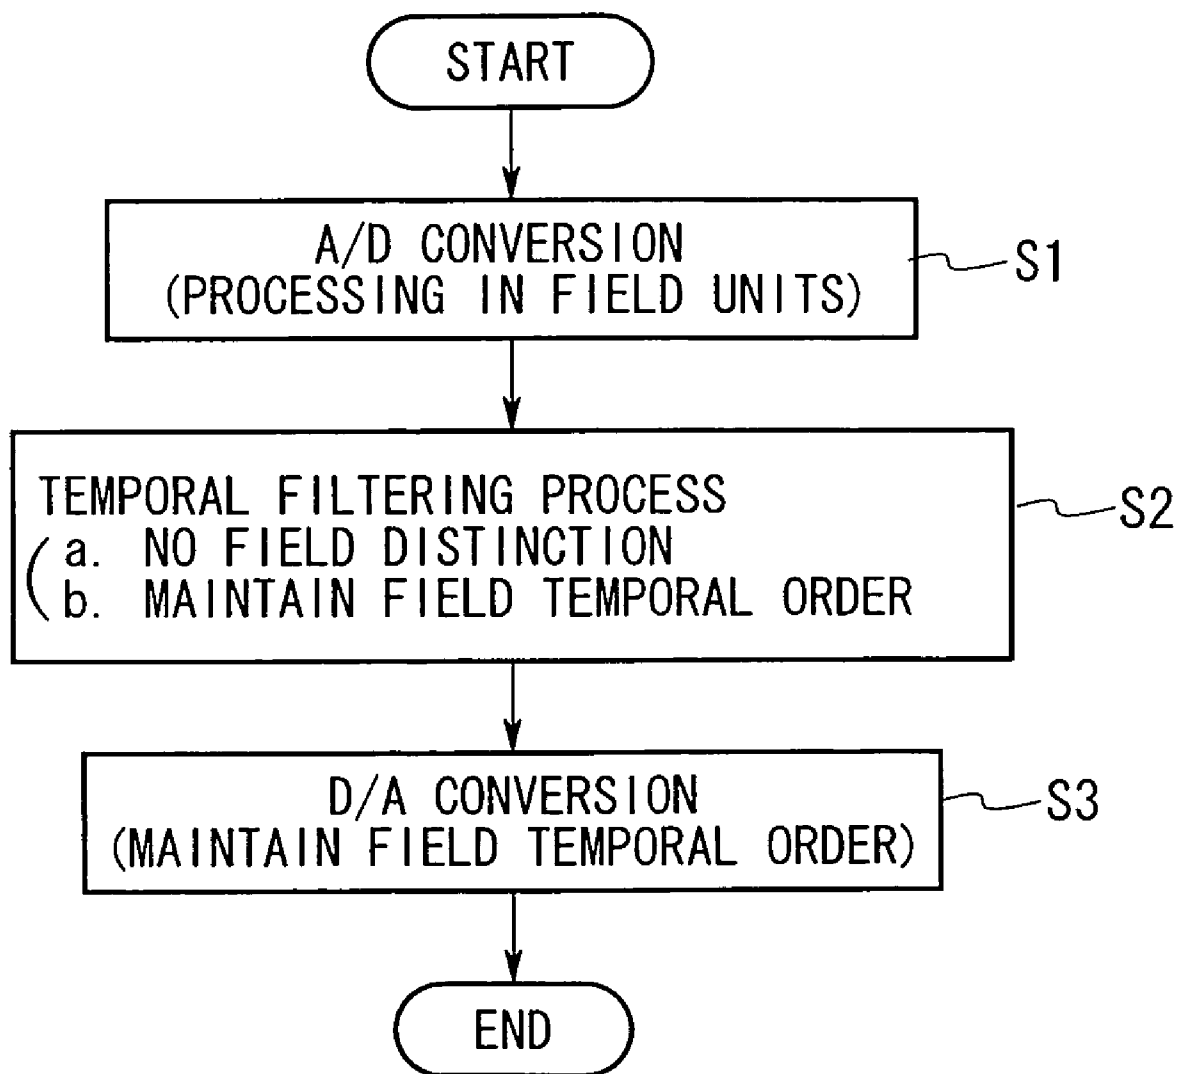 START
A/D CONVERSION
(PROCESSING IN FIELD UNITS)
S1
TEMPORAL FILTERING PROCESS
(a. NO FIELD DISTINCTION
b. MAINTAIN FIELD TEMPORAL ORDER
S2
D/A CONVERSION
(MAINTAIN FIELD TEMPORAL ORDER)
S3
END